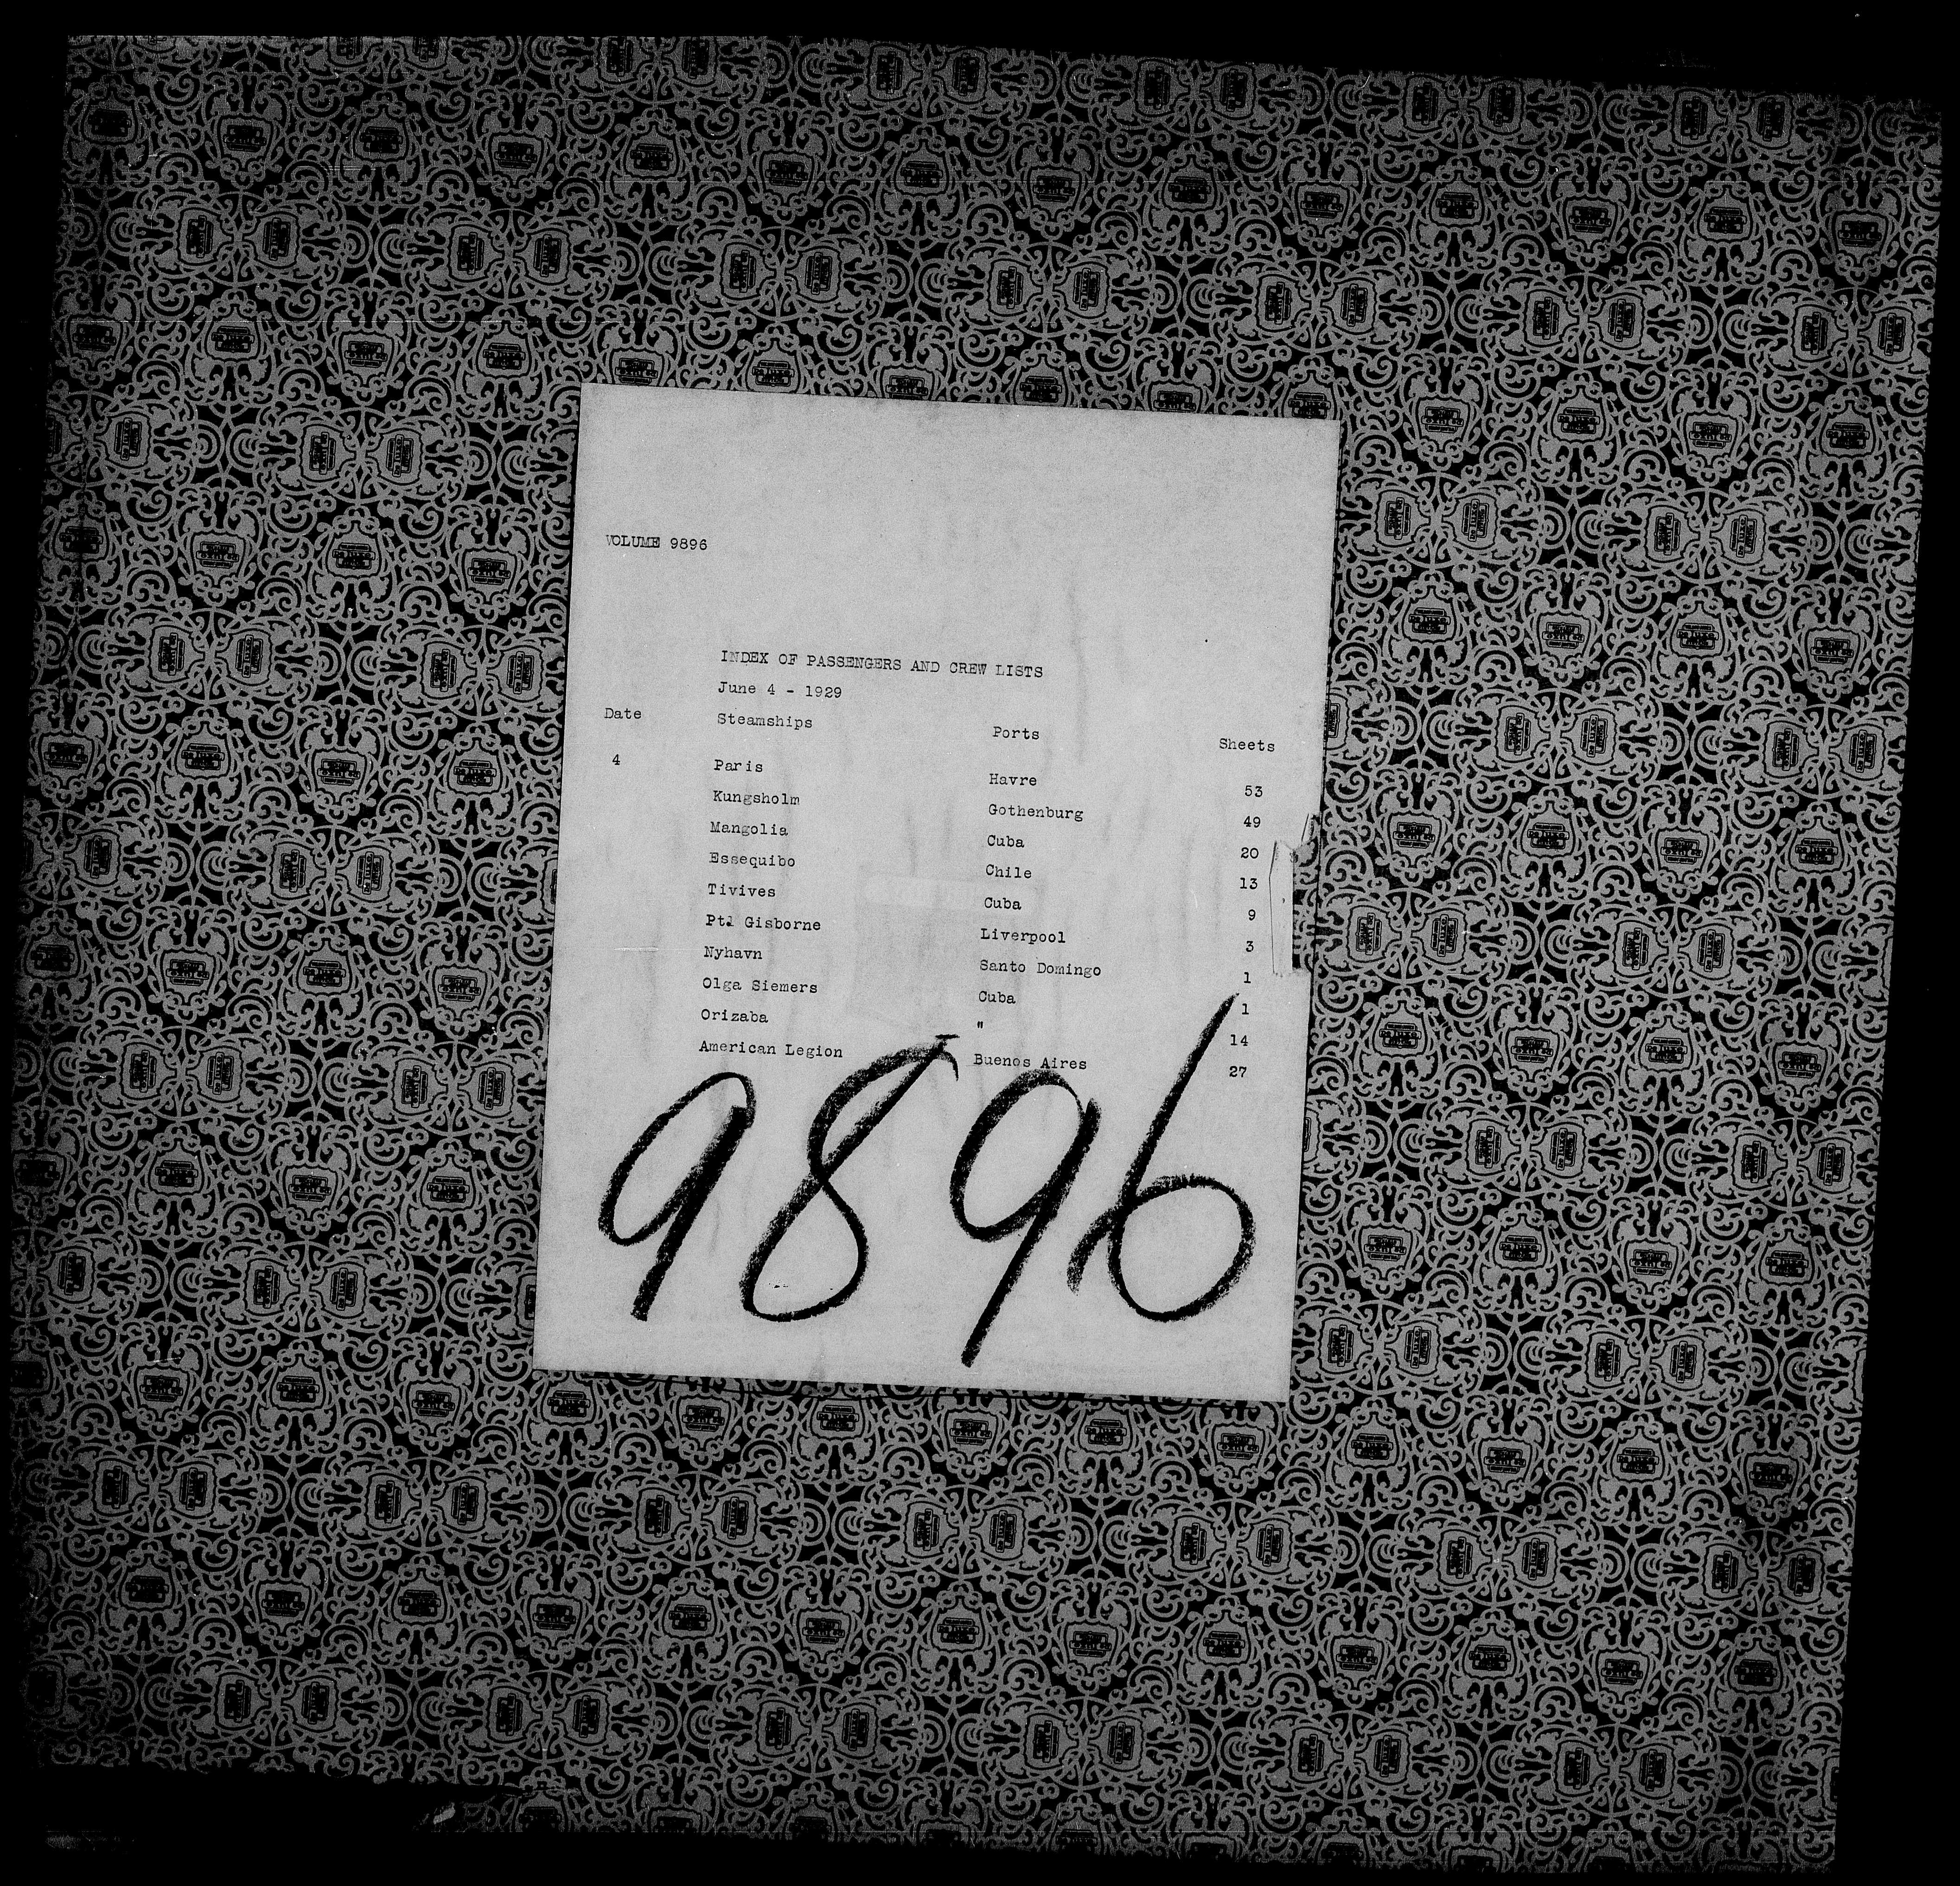 VOLUME 9896
INDEX OF PASSENGERS AND CREW LISTS
June 4 - 1929
Date Steamships Ports Sheets
4 Paris Havre 53
Kungsholm Gothenburg 49
Mangolia Cuba 20
Essequibo Chile 13
Tivives Cuba 9
Ptl Gisborne Liverpool 3
Nyhavn Santo Domingo 1
Olga Siemers Cuba 1
Orizaba " 14
American Legion Buenos Aires 27
9896